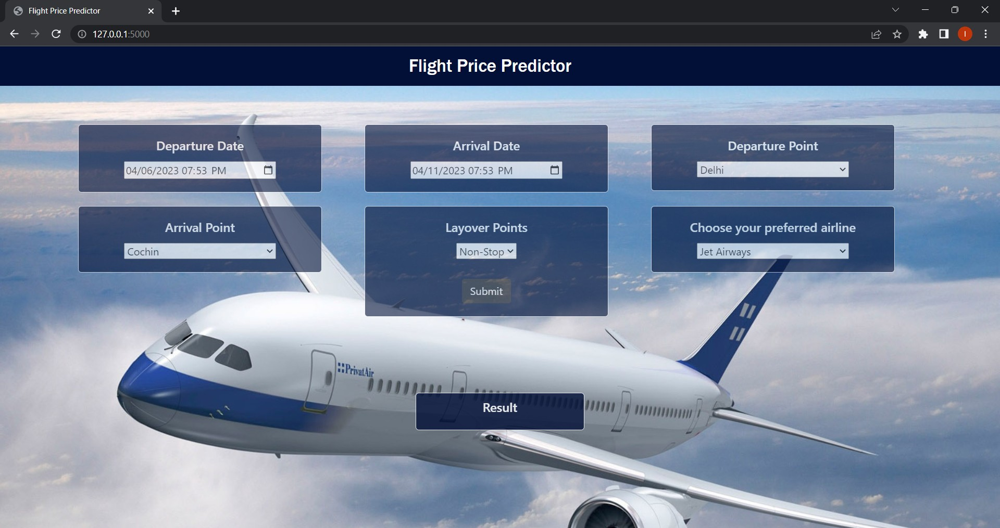 Flight Price Predictor
127.0.0.1:5000
I
Flight Price Predictor
Departure Date
04/06/2023 07:53 PM
Arrival Date
04/11/2023 07:53 PM
Departure Point
Delhi
Arrival Point
Cochin
Layover Points
Non-Stop
Submit
Choose your preferred airline
Jet Airways
PrivatAir
Result